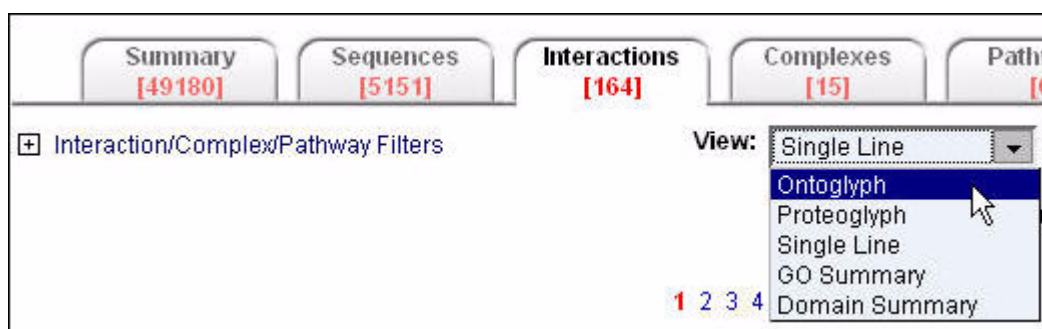 Summary
[49180]
Sequences
[5151]
Interactions
[164]
Complexes
[15]
Interaction/Complex/Pathway Filters
View: Single Line
Ontoglyph
Proteoglyph
Single Line
GO Summary
1 2 3 4 Domain Summary